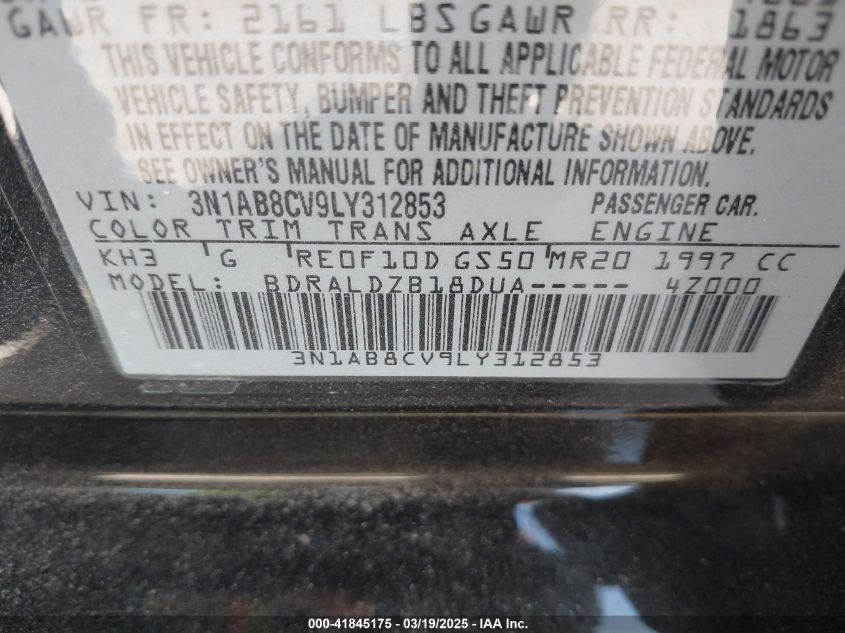 GAWR FR: 2161 LBS GAWR RR: 1863
THIS VEHICLE CONFORMS TO ALL APPLICABLE FEDERAL MOTOR
VEHICLE SAFETY, BUMPER AND THEFT PREVENTION STANDARDS
IN EFFECT ON THE DATE OF MANUFACTURE SHOWN ABOVE.
SEE OWNER'S MANUAL FOR ADDITIONAL INFORMATION.
VIN: 3N1AB8CV9LY312853 PASSENGER CAR.
COLOR TRIM TRANS AXLE ENGINE
KH3 G RE0F10D GS50 MR20 1997 CC
MODEL: BDRALDZB18DUA----- 4Z000
3N1AB8CV9LY312853
000-41845175 - 03/19/2025 - IAA Inc.